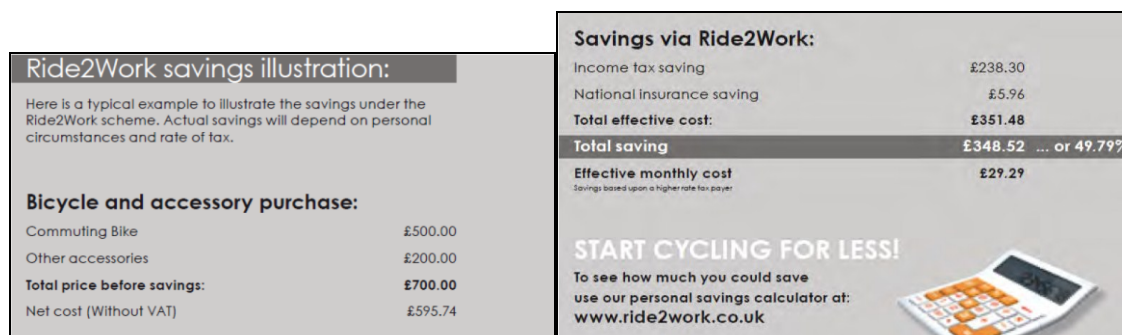 Ride2Work savings illustration:
Here is a typical example to illustrate the savings under the
Ride2Work scheme. Actual savings will depend on personal
circumstances and rate of tax.
Bicycle and accessory purchase:
Commuting Bike £500.00
Other accessories £200.00
Total price before savings: £700.00
Net cost (Without VAT) £595.74
Savings via Ride2Work:
Income tax saving £238.30
National insurance saving £5.96
Total effective cost: £351.48
Total saving £348.52 ... or 49.79%
Effective monthly cost £29.29
Savings based upon a higher rate tax payer
START CYCLING FOR LESS!
To see how much you could save
use our personal savings calculator at:
www.ride2work.co.uk